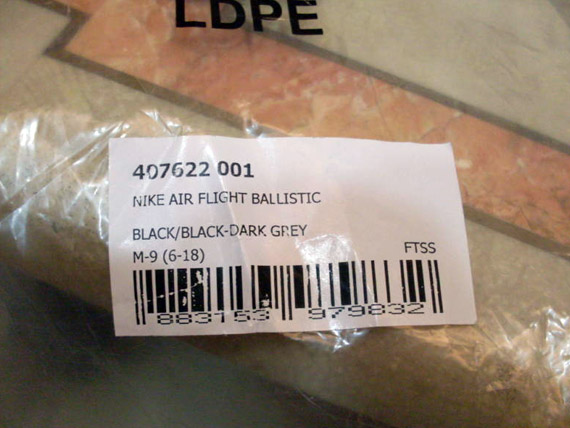 LDPE
407622 001
NIKE AIR FLIGHT BALLISTIC
BLACK/BLACK-DARK GREY
M-9 (6-18)
FTSS
883153 979832